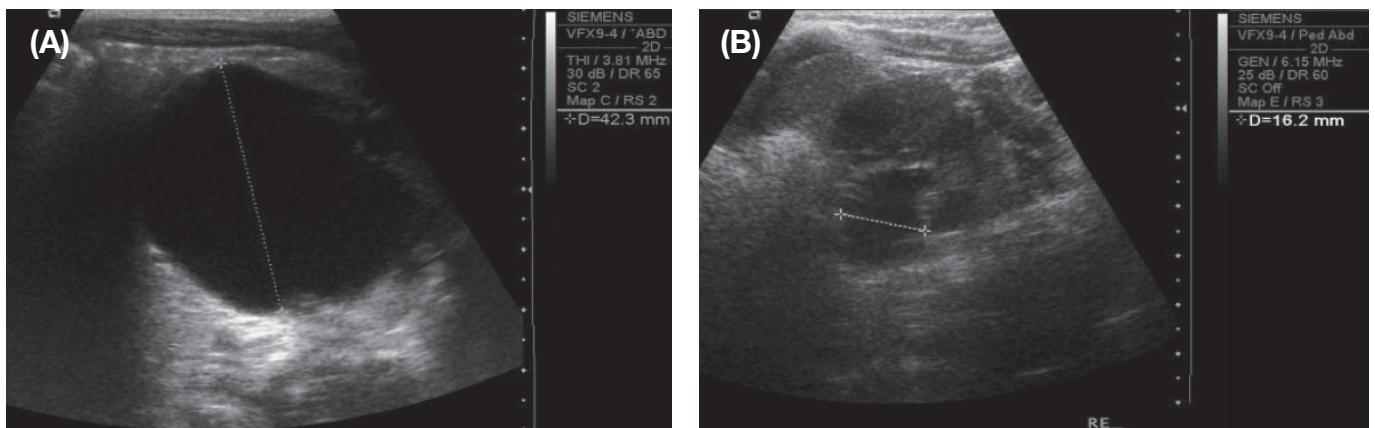 (A)
SIEMENS
VFX9-4 / *ABD
2D
THI / 3.81 MHz
30 dB / DR 65
SC 2
Map C / RS 2
D=42.3 mm
(B)
SIEMENS
VFX9-4 / Ped Abd
2D
GEN / 6.15 MHz
25 dB / DR 60
SC Off
Map E / RS 3
D=16.2 mm
RE